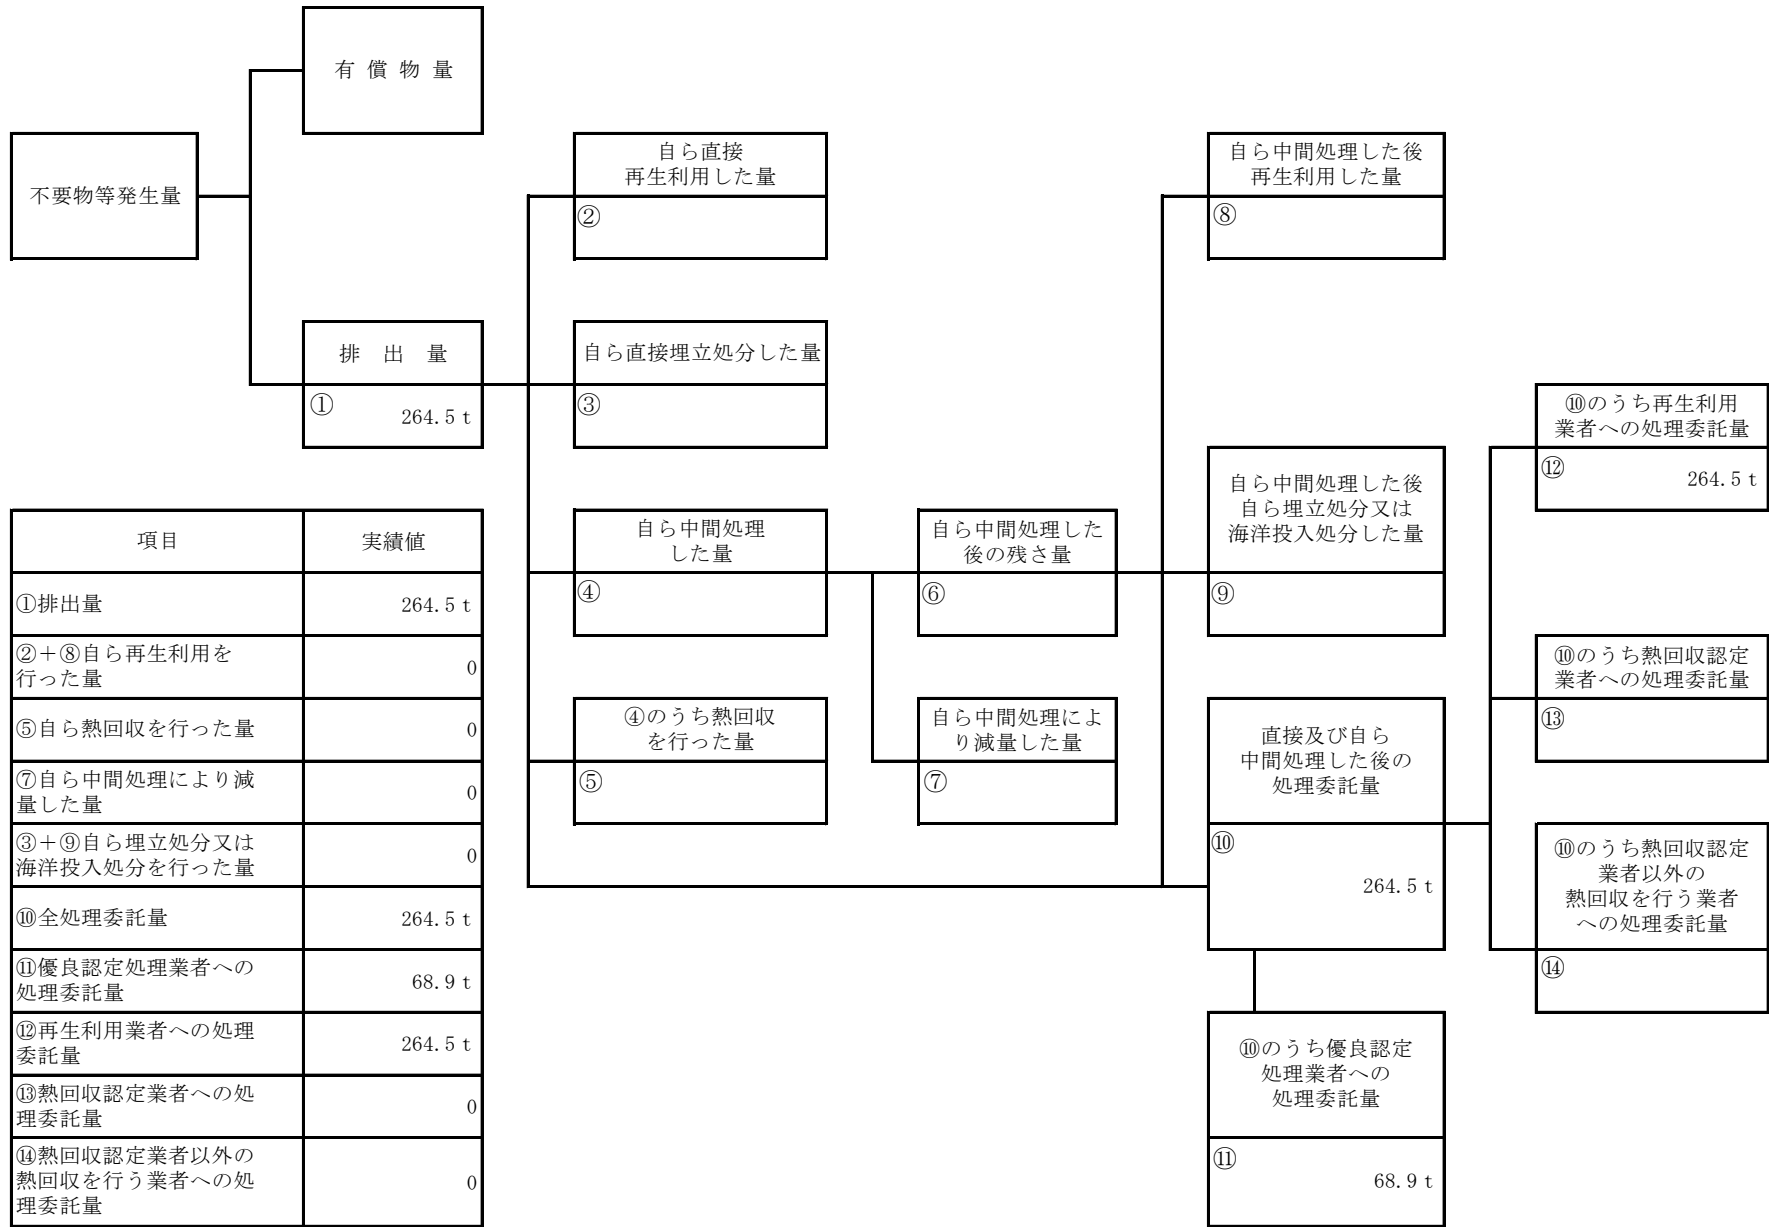 有償物量
不要物等発生量
自ら直接
再生利用した量
②
自ら中間処理した後
再生利用した量
⑧
排出量
① 264.5 t
自ら直接埋立処分した量
③
⑩のうち再生利用
業者への処理委託量
⑫ 264.5 t
自ら中間処理
した量
④
自ら中間処理した
後の残さ量
⑥
自ら中間処理した後
自ら埋立処分又は
海洋投入処分した量
⑨
④のうち熱回収
を行った量
⑤
自ら中間処理によ
り減量した量
⑦
直接及び自ら
中間処理した後の
処理委託量
⑩
264.5 t
⑩のうち熱回収認定
業者への処理委託量
⑬
⑩のうち熱回収認定
業者以外の
熱回収を行う業者
への処理委託量
⑭
⑩のうち優良認定
処理業者への
処理委託量
⑪
68.9 t
項目 実績値
①排出量 264.5 t
②+⑧自ら再生利用を
行った量 0
⑤自ら熱回収を行った量 0
⑦自ら中間処理により減
量した量 0
③+⑨自ら埋立処分又は
海洋投入処分を行った量 0
⑩全処理委託量 264.5 t
⑪優良認定処理業者への
処理委託量 68.9 t
⑫再生利用業者への処理
委託量 264.5 t
⑬熱回収認定業者への処
理委託量 0
⑭熱回収認定業者以外の
熱回収を行う業者への処
理委託量 0